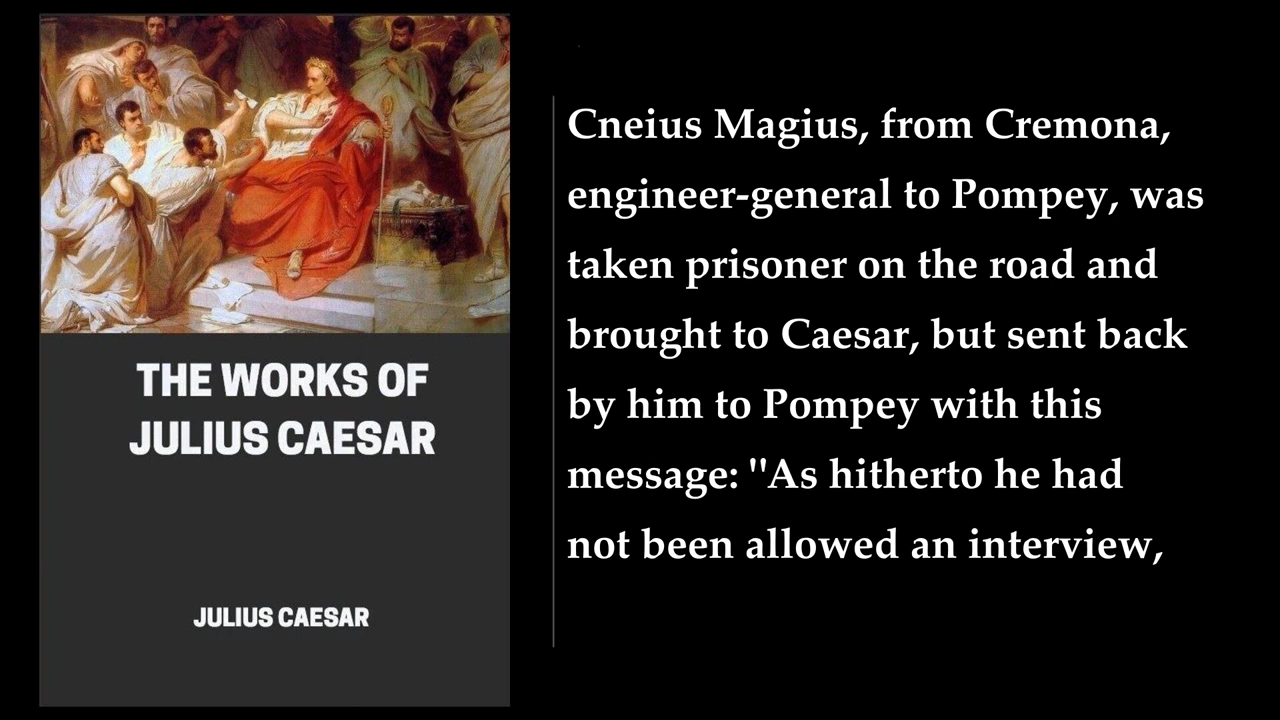 THE WORKS OF
JULIUS CAESAR
JULIUS CAESAR
Cneius Magius, from Cremona,
engineer-general to Pompey, was
taken prisoner on the road and
brought to Caesar, but sent back
by him to Pompey with this
message: "As hitherto he had
not been allowed an interview,